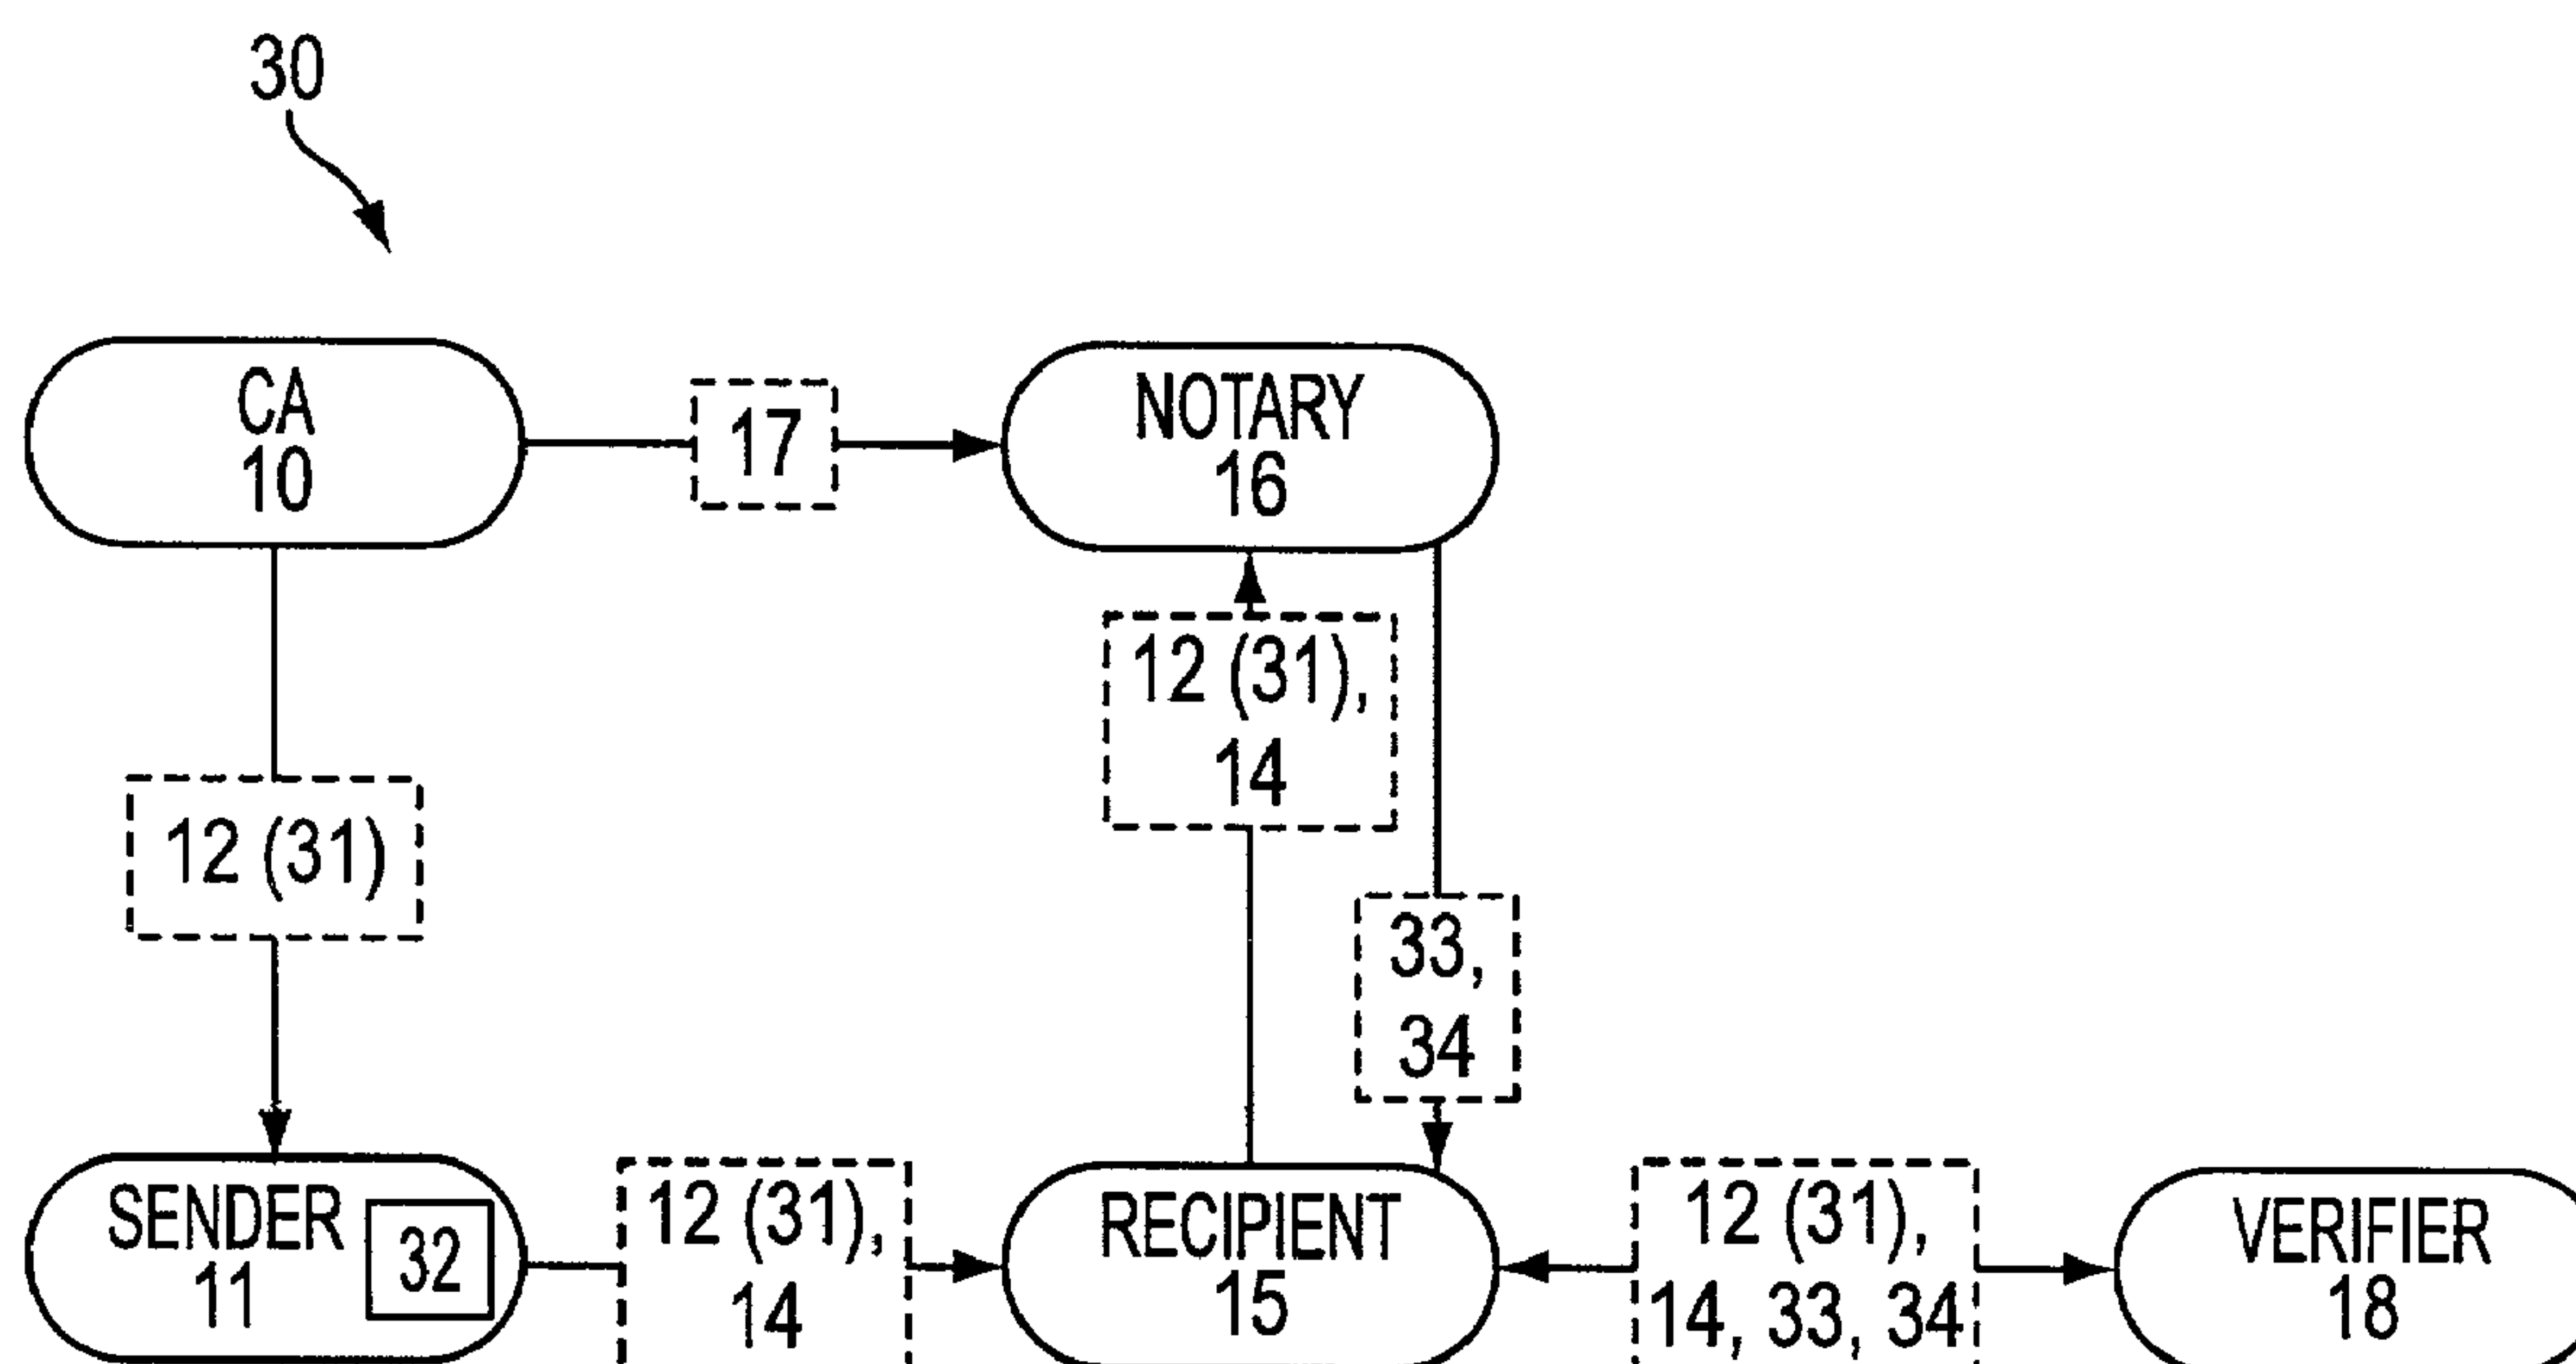 30
CA
10
17
NOTARY
16
12 (31)
12 (31),
14
33,
34
SENDER
11
32
12 (31),
14
RECIPIENT
15
12 (31),
14, 33, 34
VERIFIER
18